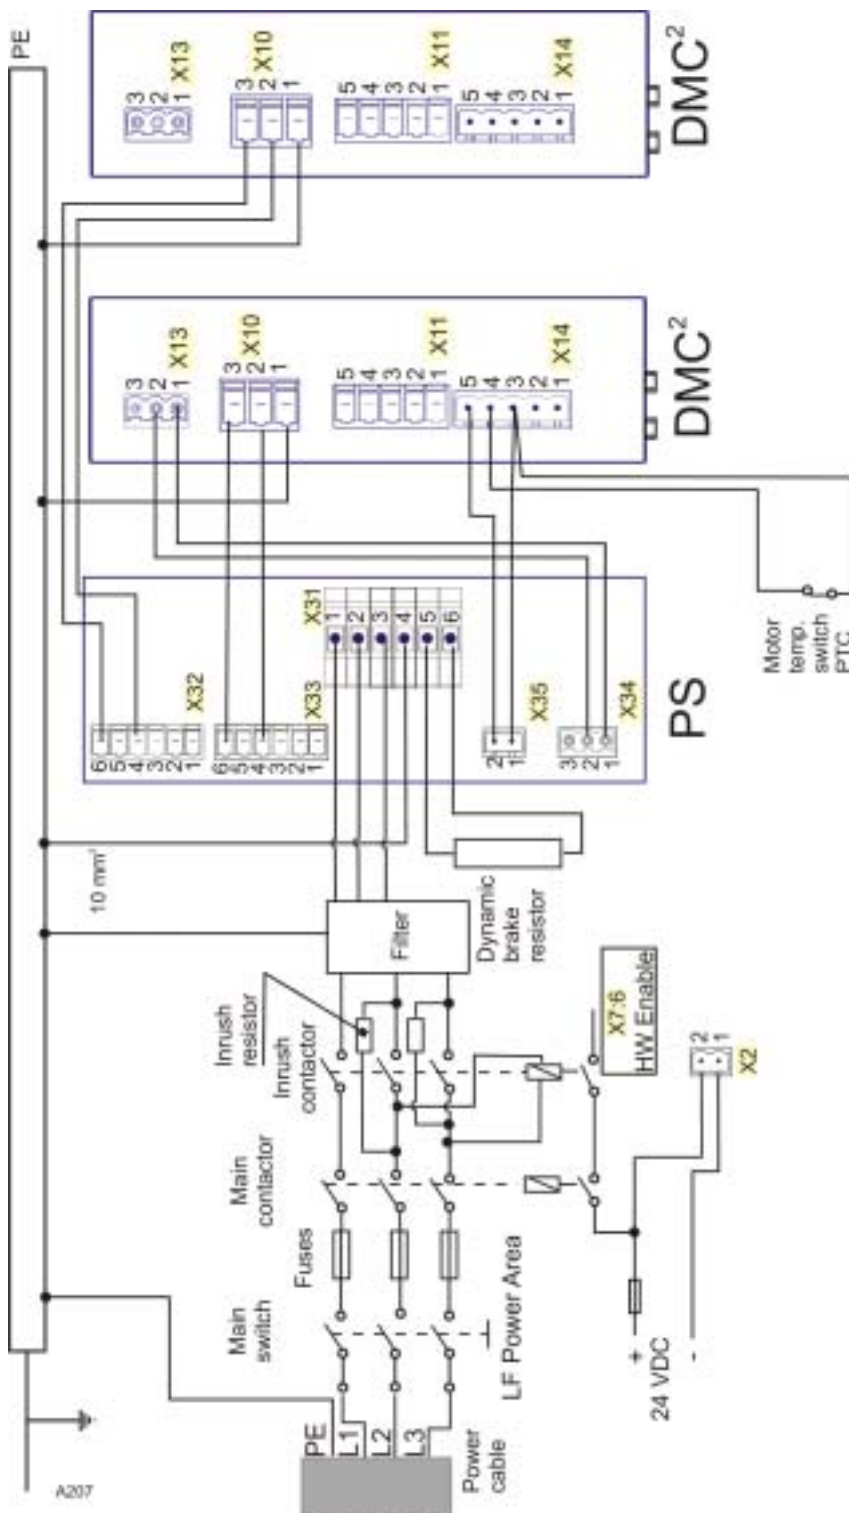 PE
X13
3 2 1
X10
3 2 1
X11
5 4 3 2 1
X14
5 4 3 2 1
DMC²
X13
3 2 1
X10
3 2 1
X11
5 4 3 2 1
X14
5 4 3 2 1
DMC²
X32
6 5 4 3 2 1
X33
6 5 4 3 2 1
X31
1 2 3 4 5 6
X35
2 1
X34
3 2 1
PS
Motor
temp.
switch
PTC
10 mm²
Filter
Dynamic
brake
resistor
Inrush
resistor
Inrush
contactor
Main
contactor
Fuses
Main
switch
LF Power Area
X7:6
HW Enable
2 1
X2
+
24 VDC
-
PE
L1
L2
L3
Power
cable
A207